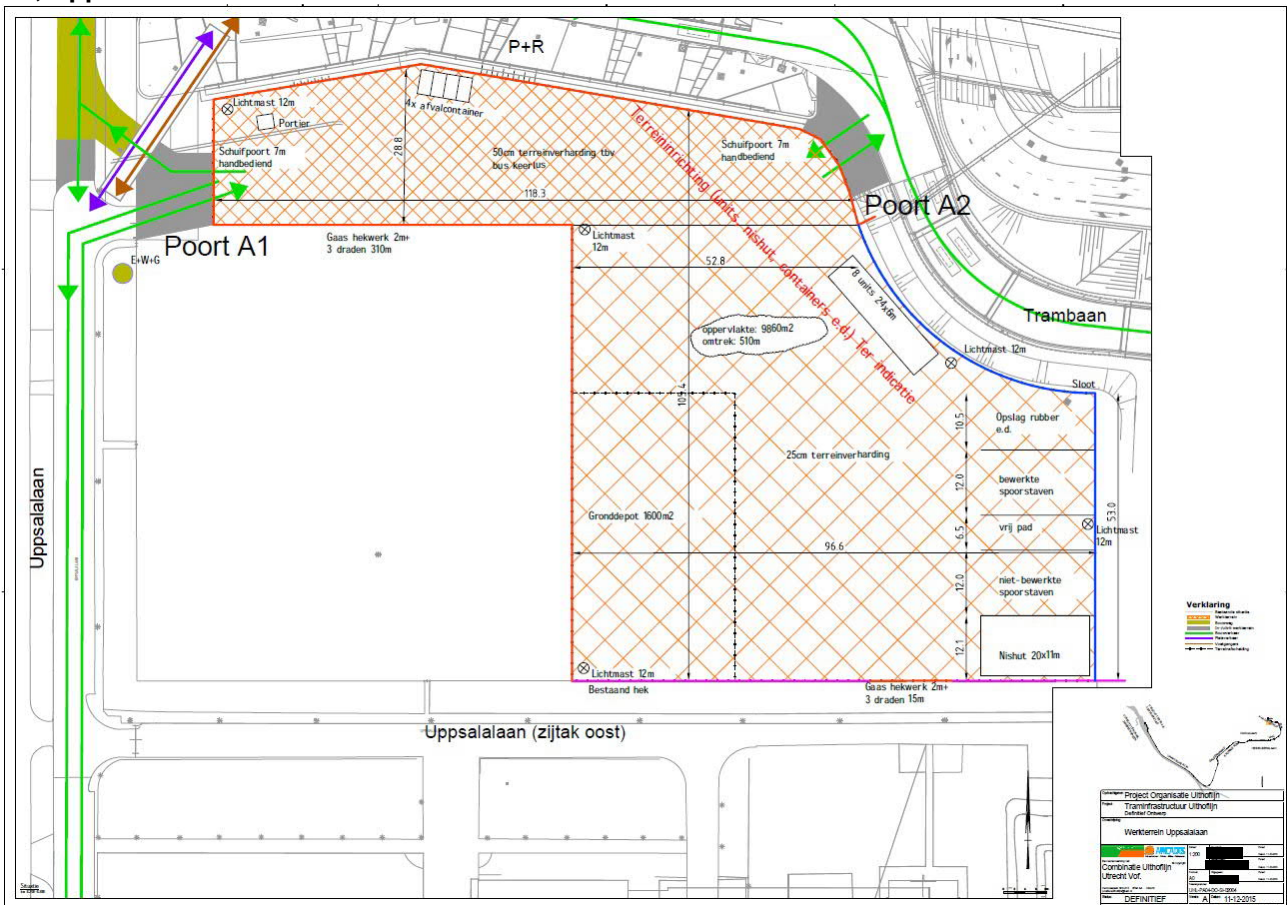 P+R
Lichtmast 12m
Portier
4x afvalcontainer
Schuifpoort 7m
handbediend
28.8
50cm terreinverharding tbv
bus keerlus
118.3
Schuifpoort 7m
handbediend
Terreininrichting (units, nishut, containers e.d.) Ter indicatie
Poort A2
Poort A1
E+W+G
Gaas hekwerk 2m+
3 draden 310m
Lichtmast
12m
52.8
8 units 24x6m
Trambaan
oppervlakte: 9860m2
omtrek: 510m
Lichtmast 12m
Sloot
109.4
10.5
Opslag rubber
e.d.
25cm terreinverharding
12.0
bewerkte
spoorstaven
53.0
Gronddepot 1600m2
6.5
vrij pad
Lichtmast
12m
96.6
Uppsalalaan
12.0
niet-bewerkte
spoorstaven
12.1
Nishut 20x11m
Lichtmast 12m
Bestaand hek
Gaas hekwerk 2m+
3 draden 15m
Uppsalalaan (zijtak oost)
Verklaring
Situatie
Project Organisatie Uithoflijn
Traminfrastructuur Uithoflijn
Definitief Ontwerp
Werkterrein Uppsalalaan
1:200
Combinatie Uithoflijn
Utrecht Vof.
A0
DEFINITIEF
A
11-12-2015